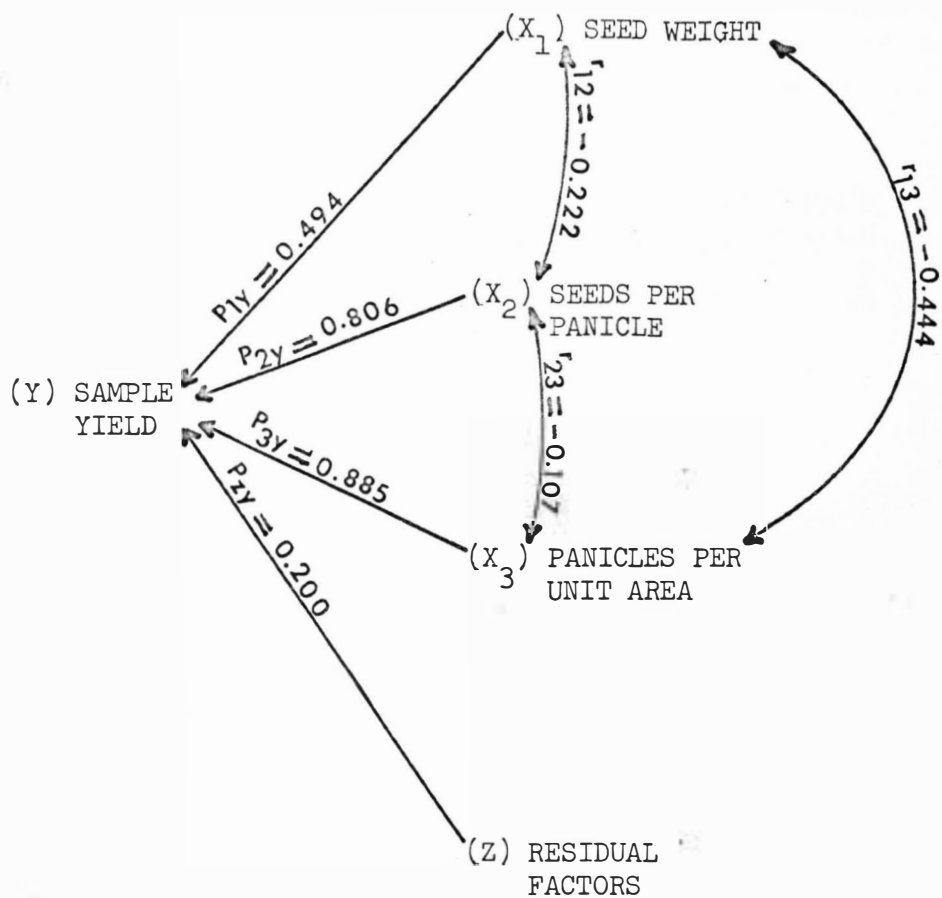 (X1) SEED WEIGHT
r12 = -0.222
r13 = -0.444
P1y = 0.494
(X2) SEEDS PER
PANICLE
P2y = 0.806
r23 = -0.107
(Y) SAMPLE
YIELD
P3y = 0.885
Pzy = 0.200
(X3) PANICLES PER
UNIT AREA
(Z) RESIDUAL
FACTORS